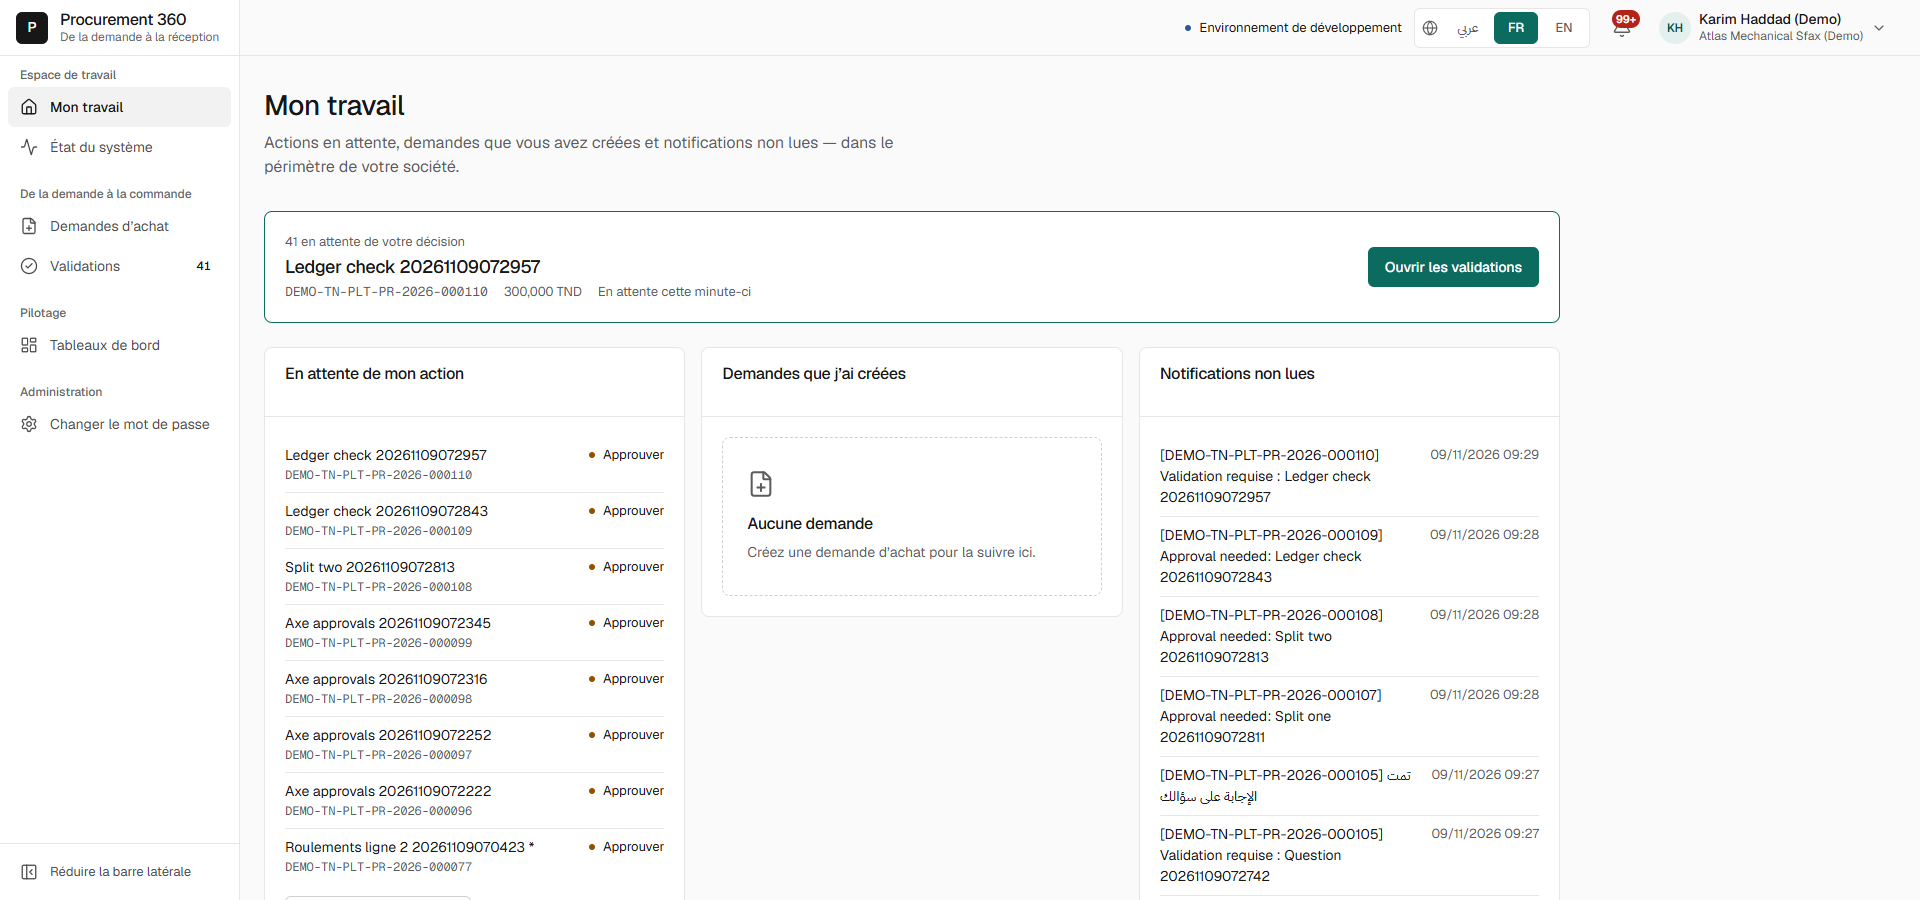 P
Procurement 360
De la demande à la réception
Environnement de développement
عربي
FR
EN
99+
KH
Karim Haddad (Demo)
Atlas Mechanical Sfax (Demo)
Espace de travail
Mon travail
État du système
De la demande à la commande
Demandes d'achat
Validations 41
Pilotage
Tableaux de bord
Administration
Changer le mot de passe
Réduire la barre latérale
Mon travail
Actions en attente, demandes que vous avez créées et notifications non lues — dans le
périmètre de votre société.
41 en attente de votre décision
Ledger check 20261109072957
DEMO-TN-PLT-PR-2026-000110 300,000 TND En attente cette minute-ci
Ouvrir les validations
En attente de mon action
Ledger check 20261109072957 Approuver
DEMO-TN-PLT-PR-2026-000110
Ledger check 20261109072843 Approuver
DEMO-TN-PLT-PR-2026-000109
Split two 20261109072813 Approuver
DEMO-TN-PLT-PR-2026-000108
Axe approvals 20261109072345 Approuver
DEMO-TN-PLT-PR-2026-000099
Axe approvals 20261109072316 Approuver
DEMO-TN-PLT-PR-2026-000098
Axe approvals 20261109072252 Approuver
DEMO-TN-PLT-PR-2026-000097
Axe approvals 20261109072222 Approuver
DEMO-TN-PLT-PR-2026-000096
Roulements ligne 2 20261109070423 * Approuver
DEMO-TN-PLT-PR-2026-000077
Demandes que j'ai créées
Aucune demande
Créez une demande d'achat pour la suivre ici.
Notifications non lues
[DEMO-TN-PLT-PR-2026-000110] 09/11/2026 09:29
Validation requise : Ledger check
20261109072957
[DEMO-TN-PLT-PR-2026-000109] 09/11/2026 09:28
Approval needed: Ledger check
20261109072843
[DEMO-TN-PLT-PR-2026-000108] 09/11/2026 09:28
Approval needed: Split two
20261109072813
[DEMO-TN-PLT-PR-2026-000107] 09/11/2026 09:28
Approval needed: Split one
20261109072811
[DEMO-TN-PLT-PR-2026-000105] تمت 09/11/2026 09:27
الإجابة على سؤالك
[DEMO-TN-PLT-PR-2026-000105] 09/11/2026 09:27
Validation requise : Question
20261109072742